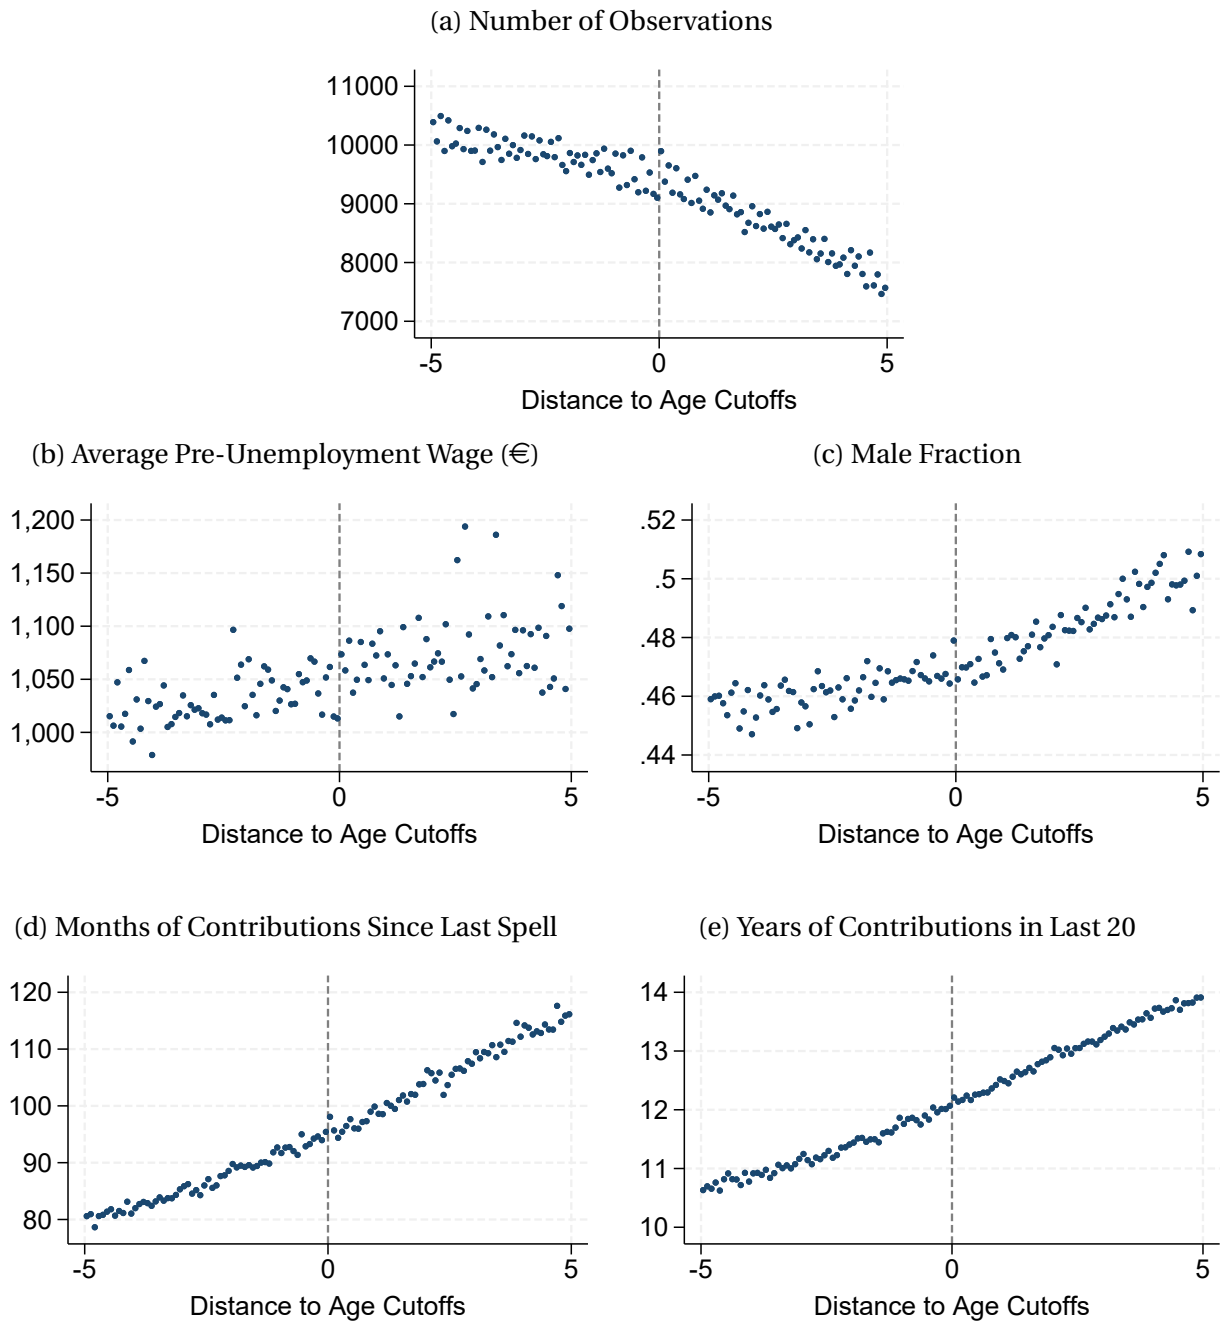 (a) Number of Observations
11000
10000
9000
8000
7000
-5 0 5
Distance to Age Cutoffs
(b) Average Pre-Unemployment Wage (€)
1,200
1,150
1,100
1,050
1,000
-5 0 5
Distance to Age Cutoffs
(c) Male Fraction
.52
.5
.48
.46
.44
-5 0 5
Distance to Age Cutoffs
(d) Months of Contributions Since Last Spell
120
110
100
90
80
-5 0 5
Distance to Age Cutoffs
(e) Years of Contributions in Last 20
14
13
12
11
10
-5 0 5
Distance to Age Cutoffs